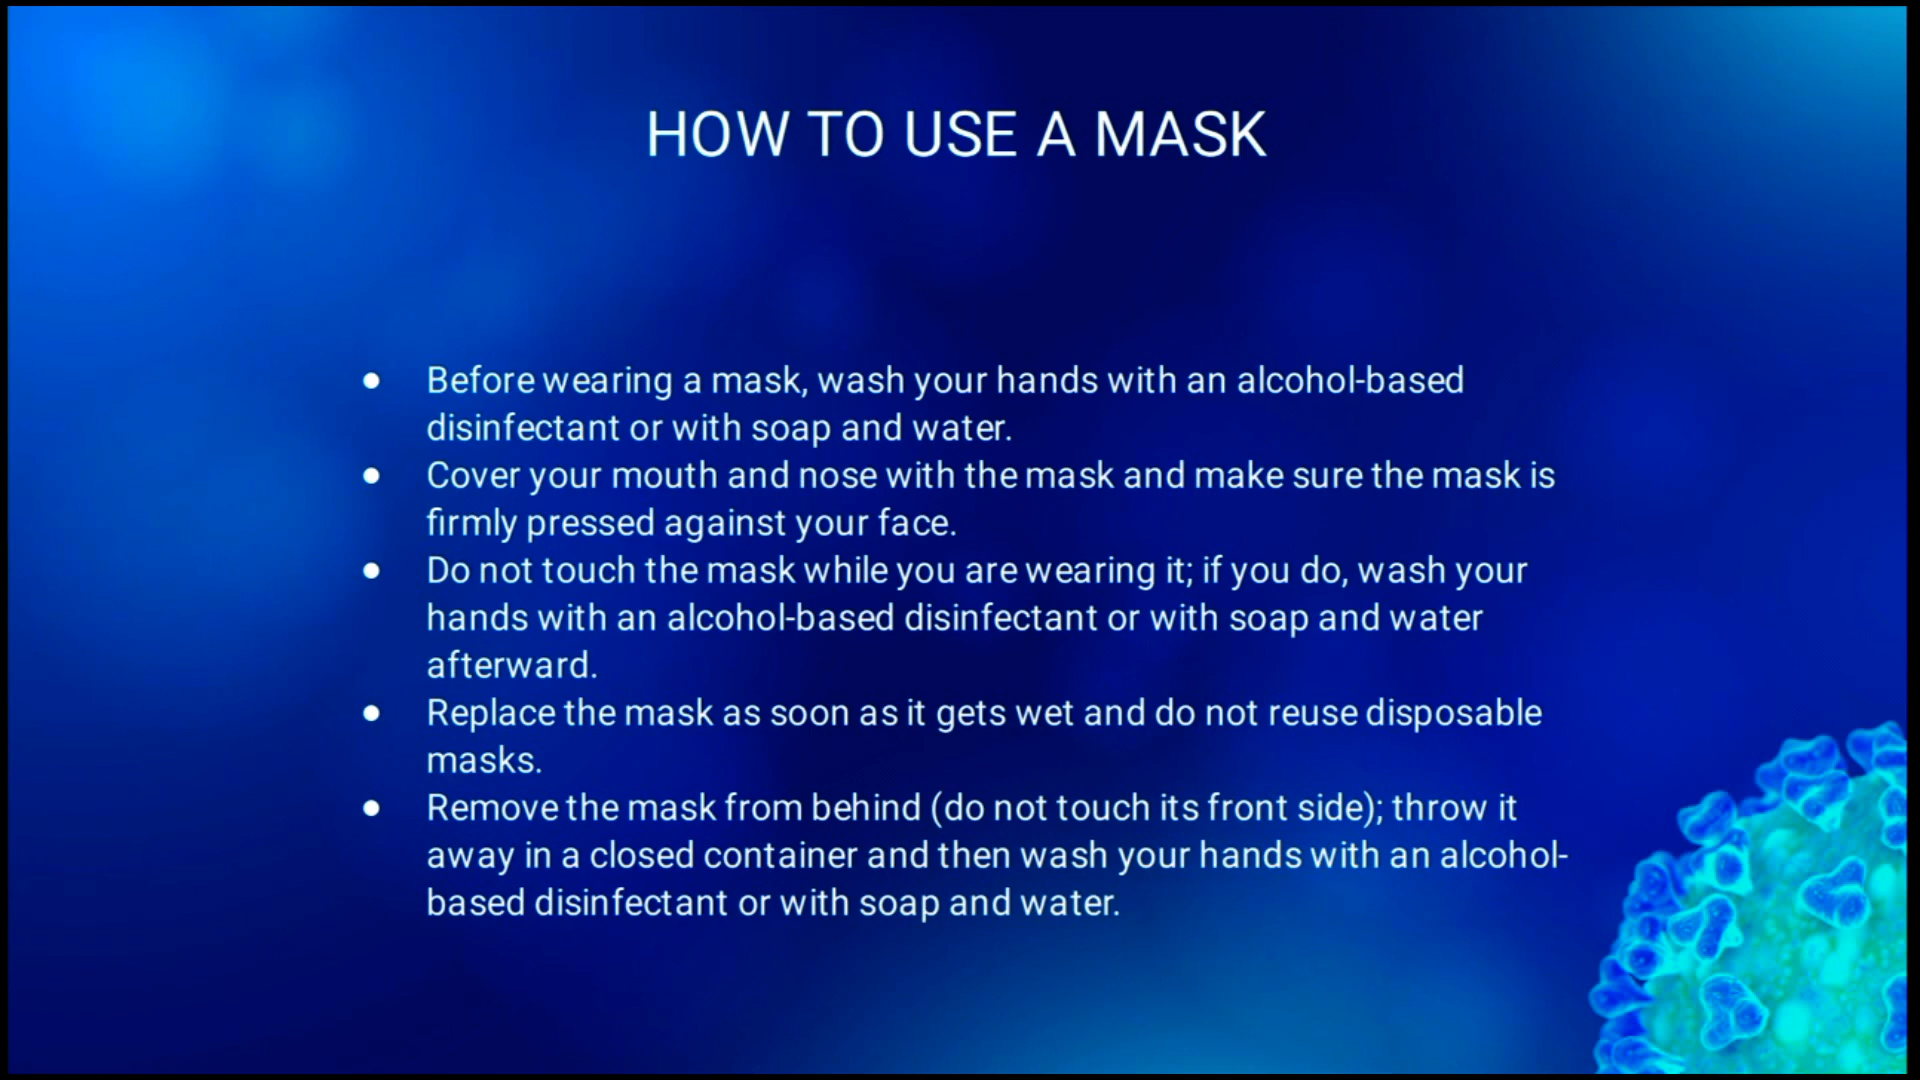 HOW TO USE A MASK
● Before wearing a mask, wash your hands with an alcohol-based
disinfectant or with soap and water.
● Cover your mouth and nose with the mask and make sure the mask is
firmly pressed against your face.
● Do not touch the mask while you are wearing it; if you do, wash your
hands with an alcohol-based disinfectant or with soap and water
afterward.
● Replace the mask as soon as it gets wet and do not reuse disposable
masks.
● Remove the mask from behind (do not touch its front side); throw it
away in a closed container and then wash your hands with an alcohol-
based disinfectant or with soap and water.